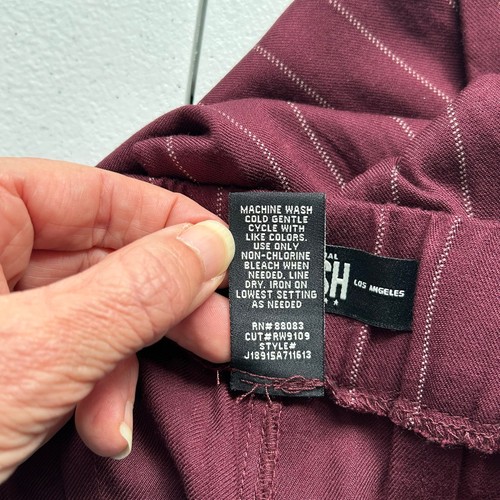 MACHINE WASH
COLD GENTLE
CYCLE WITH
LIKE COLORS.
USE ONLY
NON-CHLORINE
BLEACH WHEN
NEEDED, LINE
DRY. IRON ON
LOWEST SETTING
AS NEEDED
RN# 88083
CUT#RW9109
STYLE#
J18915A711613
LOS ANGELES